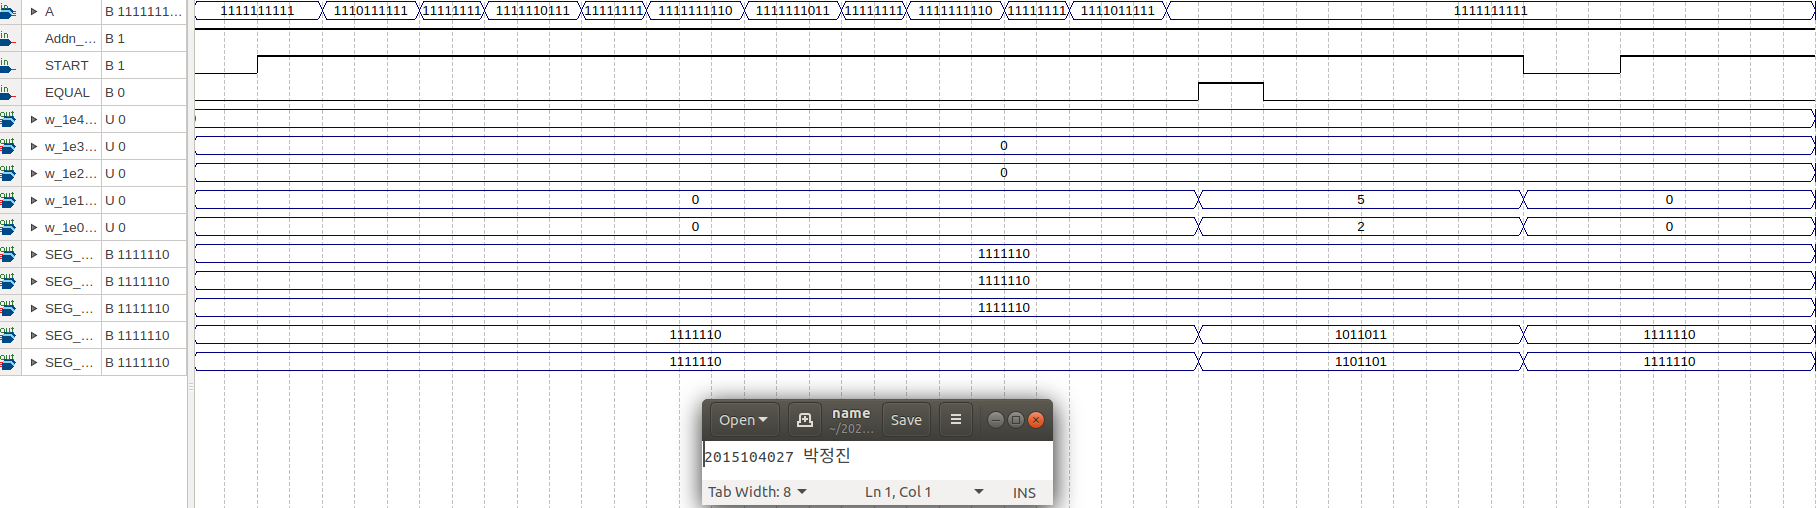 in A B 1111111... 1111111111 1110111111 11111111 1111110111 11111111 1111111110 1111111011 11111111 1111111110 11111111 1111011111 1111111111
in Addn_... B 1
in START B 1
in EQUAL B 0
out w_1e4... U 0
out w_1e3... U 0 0
out w_1e2... U 0 0
out w_1e1... U 0 0 5 0
out w_1e0... U 0 0 2 0
out SEG_... B 1111110 1111110
out SEG_... B 1111110 1111110
out SEG_... B 1111110 1111110
out SEG_... B 1111110 1111110 1011011 1111110
out SEG_... B 1111110 1111110 1101101 1111110
Open name Save
~/202...
2015104027 박정진
Tab Width: 8 Ln 1, Col 1 INS